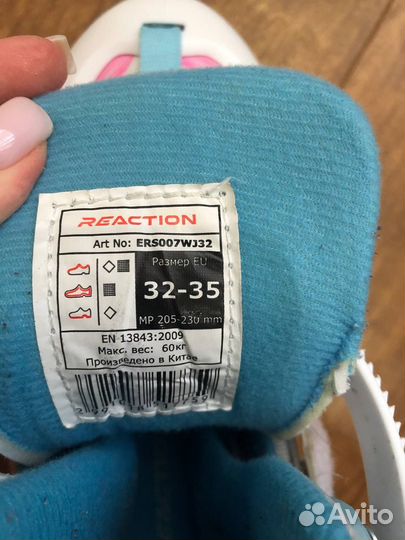 REACTION
Art No: ERS007WJ32
Размер EU
32-35
MP 205-230 mm
EN 13843:2009
Макс. вес: 60кг
Произведено в Китае
Avito